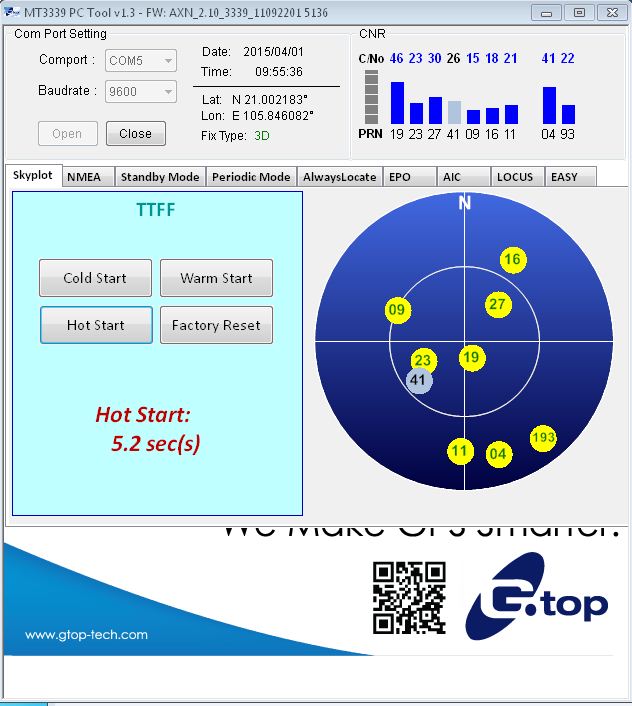 MT3339 PC Tool v1.3 - FW: AXN_2.10_3339_11092201 5136
Com Port Setting
Comport : COM5
Baudrate : 9600
Open Close
Date: 2015/04/01
Time: 09:55:36
Lat: N 21.002183°
Lon: E 105.846082°
Fix Type: 3D
CNR
C/No 46 23 30 26 15 18 21 41 22
PRN 19 23 27 41 09 16 11 04 93
Skyplot NMEA Standby Mode Periodic Mode AlwaysLocate EPO AIC LOCUS EASY
TTFF
Cold Start Warm Start
Hot Start Factory Reset
Hot Start:
5.2 sec(s)
N
16
27
09
23
19
41
193
11
04
We Make GPS Smarter.
G.top
www.gtop-tech.com